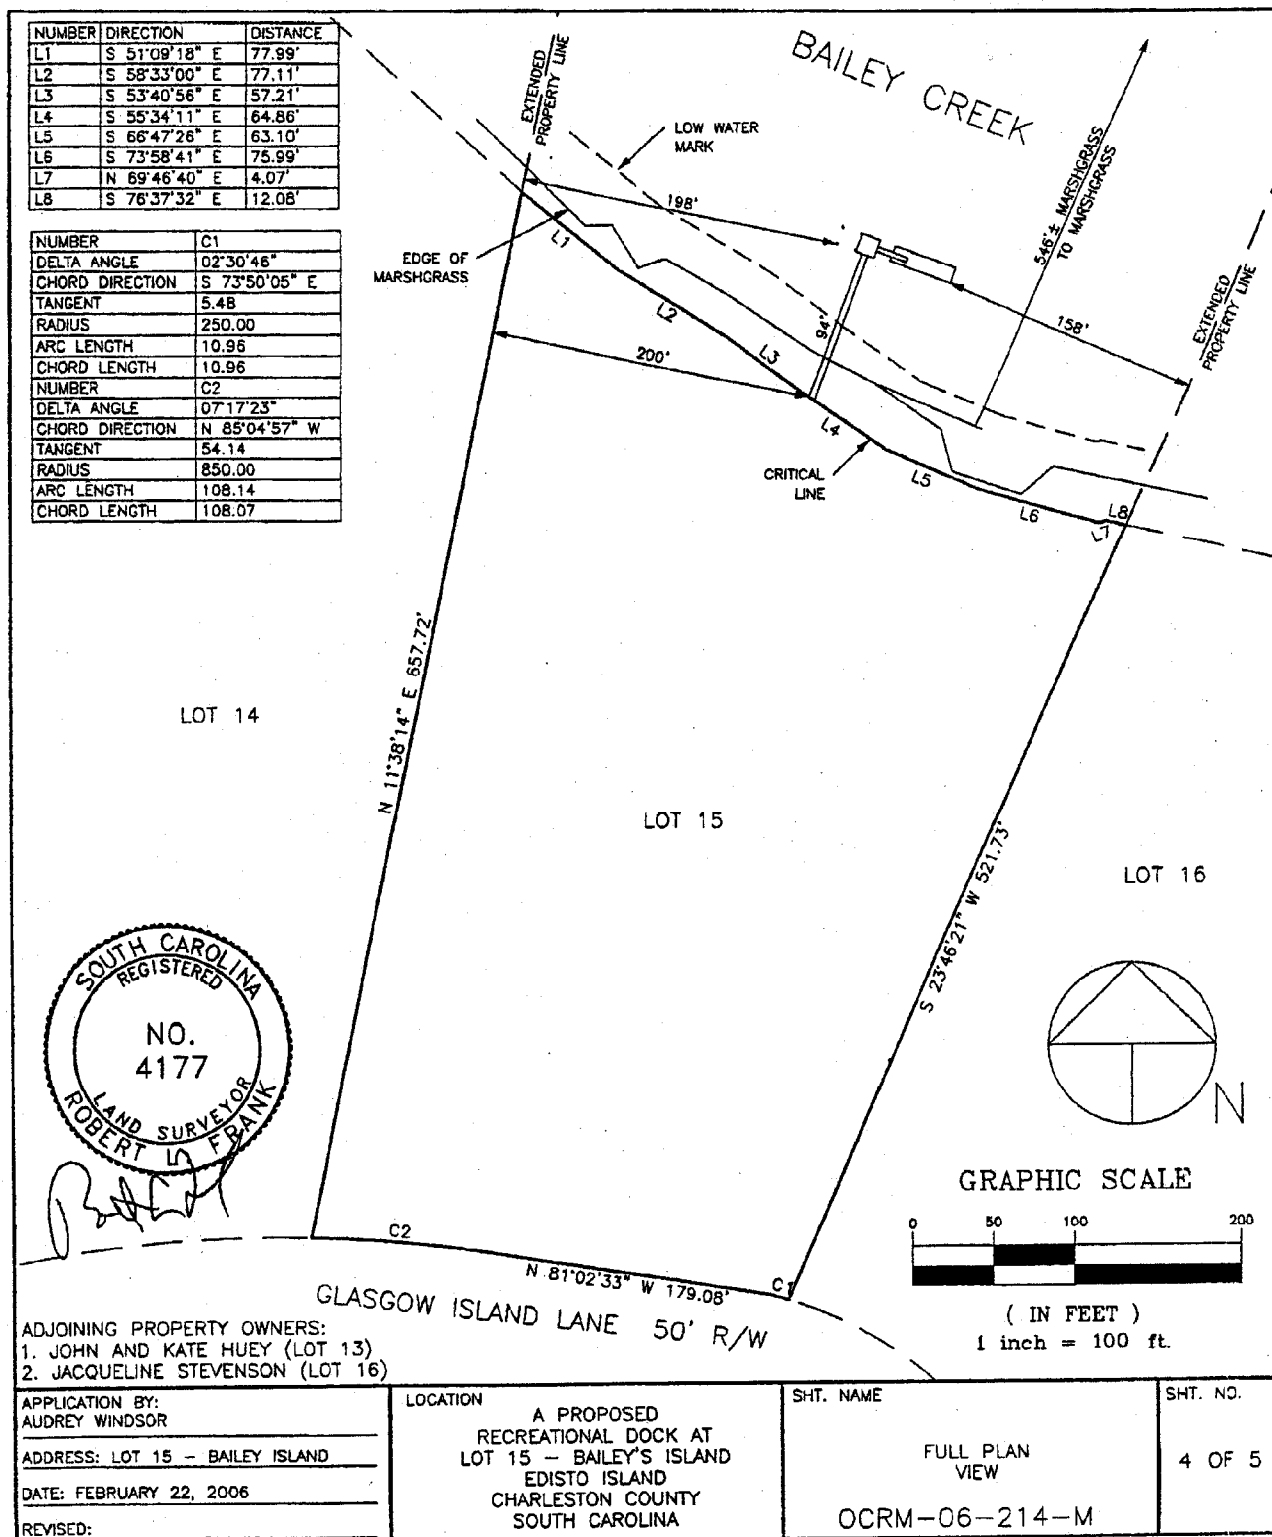 NUMBER DIRECTION DISTANCE
L1 S 51°09'18" E 77.99'
L2 S 58°33'00" E 77.11'
L3 S 53°40'56" E 57.21'
L4 S 55°34'11" E 64.86'
L5 S 66°47'26" E 63.10'
L6 S 73°58'41" E 75.99'
L7 N 69°46'40" E 4.07'
L8 S 76°37'32" E 12.08'
NUMBER C1
DELTA ANGLE 02°30'46"
CHORD DIRECTION S 73°50'05" E
TANGENT 5.48
RADIUS 250.00
ARC LENGTH 10.96
CHORD LENGTH 10.96
NUMBER C2
DELTA ANGLE 07°17'23"
CHORD DIRECTION N 85°04'57" W
TANGENT 54.14
RADIUS 850.00
ARC LENGTH 108.14
CHORD LENGTH 108.07
EXTENDED
PROPERTY LINE
BAILEY CREEK
LOW WATER
MARK
198'
546'± MARSHGRASS
TO MARSHGRASS
EDGE OF
MARSHGRASS
EXTENDED
PROPERTY LINE
L1
L2
L3
94'
158'
200'
L4
CRITICAL
LINE
L5
L6
L7
L8
N 11°38'14" E 657.72'
LOT 14
LOT 15
LOT 16
S 23°46'21" W 521.73'
SOUTH CAROLINA
REGISTERED
NO.
4177
LAND SURVEYOR
ROBERT L. FRANK
N
GRAPHIC SCALE
0 50 100 200
( IN FEET )
1 inch = 100 ft.
C2
N 81°02'33" W 179.08'
C1
GLASGOW ISLAND LANE 50' R/W
ADJOINING PROPERTY OWNERS:
1. JOHN AND KATE HUEY (LOT 13)
2. JACQUELINE STEVENSON (LOT 16)
APPLICATION BY:
AUDREY WINDSOR
ADDRESS: LOT 15 - BAILEY ISLAND
DATE: FEBRUARY 22, 2006
REVISED:
LOCATION
A PROPOSED
RECREATIONAL DOCK AT
LOT 15 - BAILEY'S ISLAND
EDISTO ISLAND
CHARLESTON COUNTY
SOUTH CAROLINA
SHT. NAME
FULL PLAN
VIEW
OCRM-06-214-M
SHT. NO.
4 OF 5